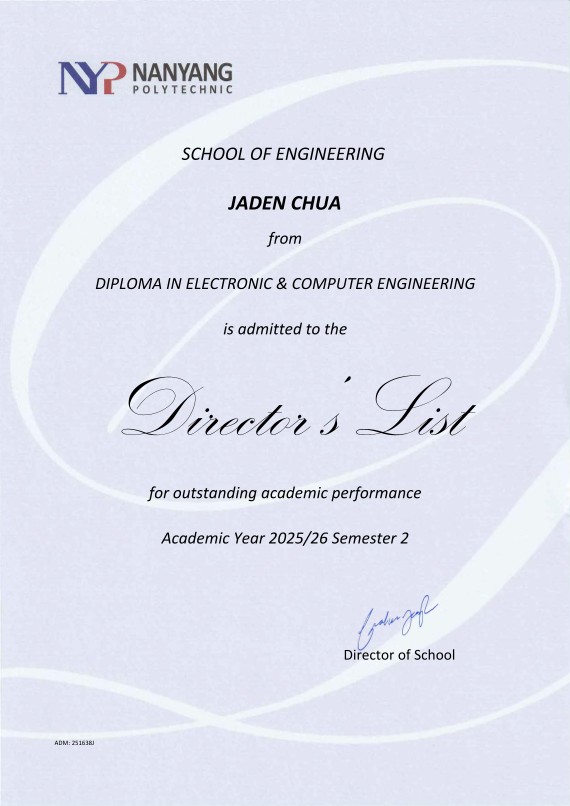 NYP NANYANG
POLYTECHNIC
SCHOOL OF ENGINEERING
JADEN CHUA
from
DIPLOMA IN ELECTRONIC & COMPUTER ENGINEERING
is admitted to the
Director's List
for outstanding academic performance
Academic Year 2025/26 Semester 2
Director of School
ADM: 251638J